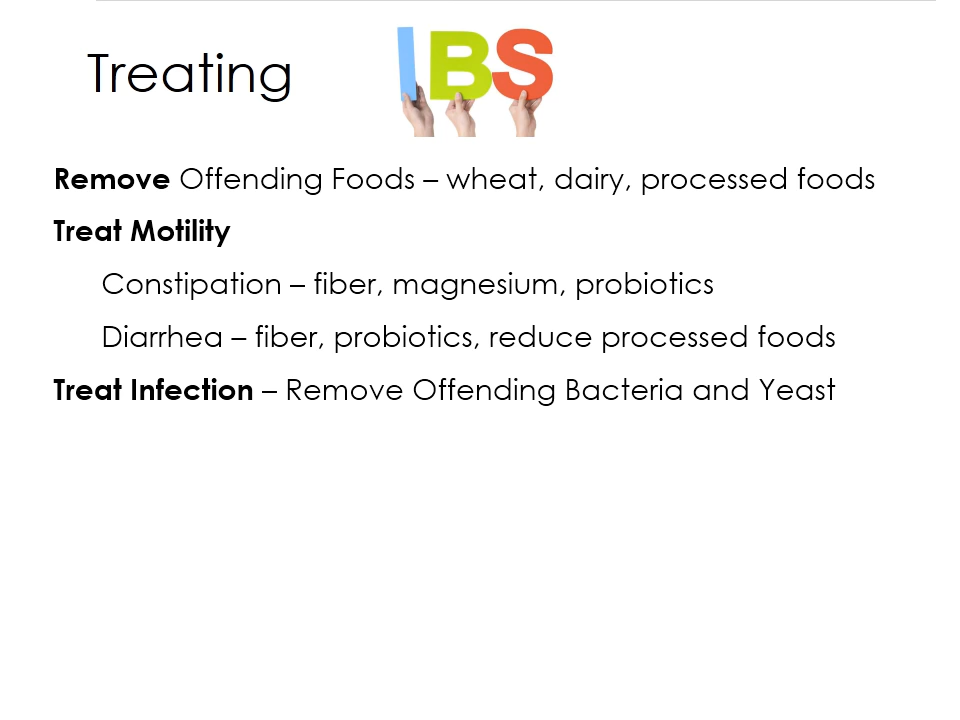 Treating IBS
Remove Offending Foods – wheat, dairy, processed foods
Treat Motility
Constipation – fiber, magnesium, probiotics
Diarrhea – fiber, probiotics, reduce processed foods
Treat Infection – Remove Offending Bacteria and Yeast